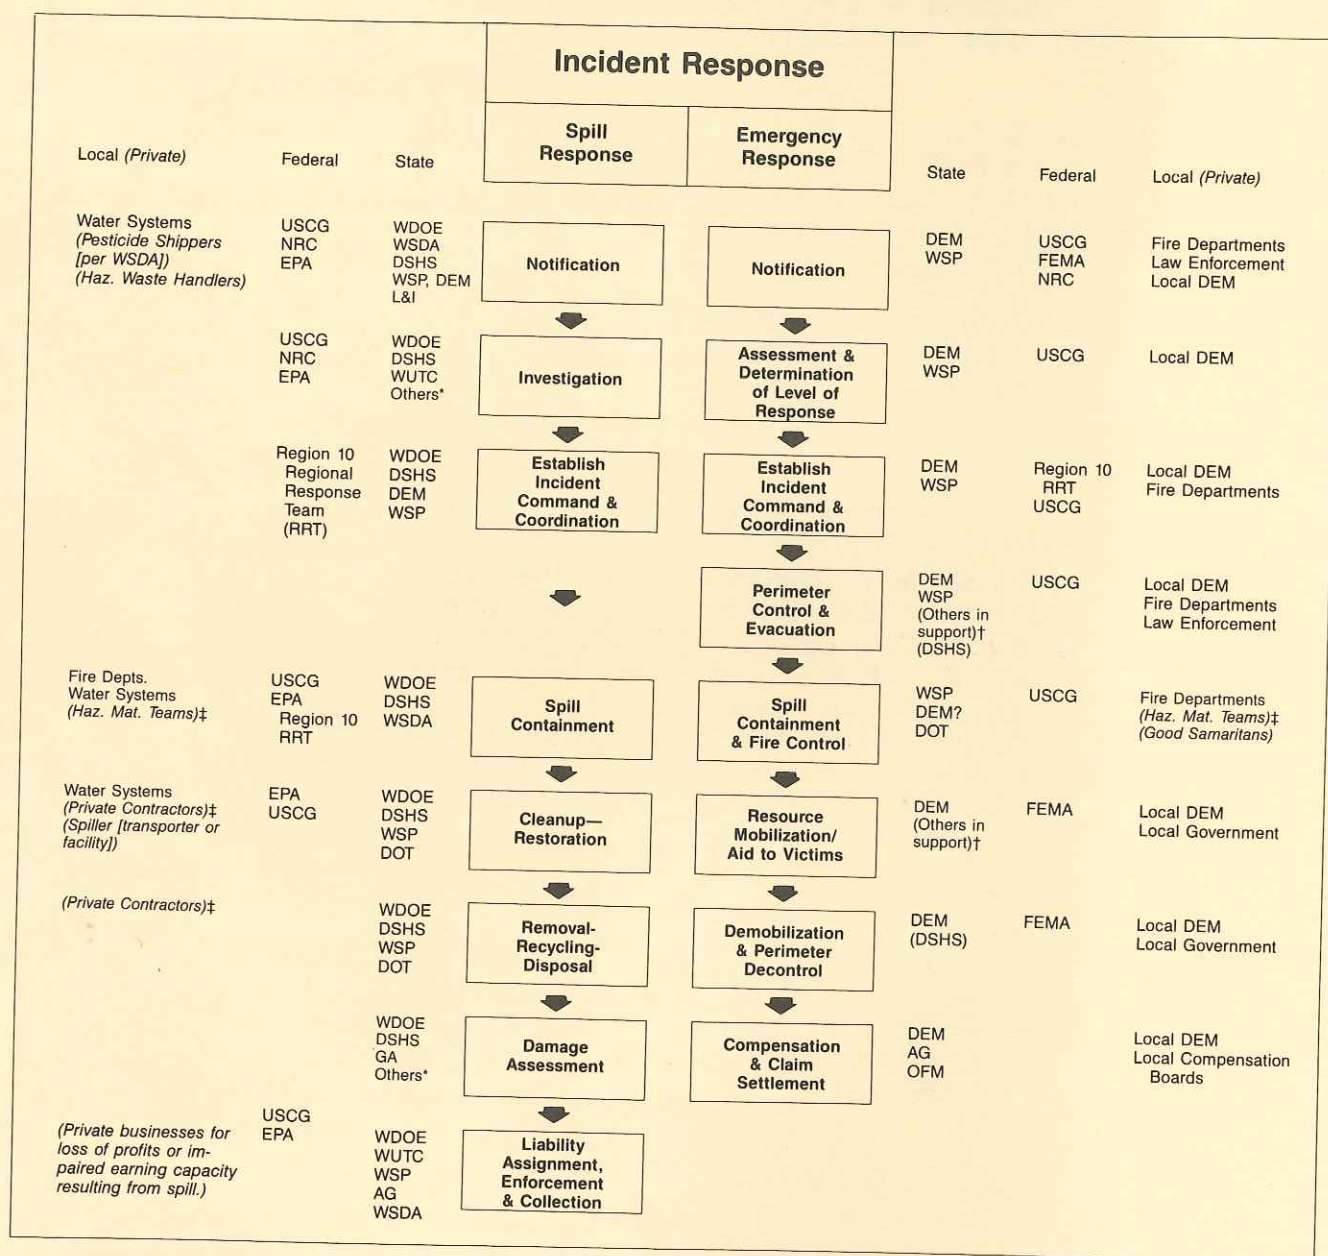 Incident Response
Spill
Response
Emergency
Response
Local (Private)
Federal
State
State
Federal
Local (Private)
Water Systems
(Pesticide Shippers
[per WSDA])
(Haz. Waste Handlers)
USCG
NRC
EPA
WDOE
WSDA
DSHS
WSP, DEM
L&I
Notification
Notification
DEM
WSP
USCG
FEMA
NRC
Fire Departments
Law Enforcement
Local DEM
USCG
NRC
EPA
WDOE
DSHS
WUTC
Others*
Investigation
Assessment &
Determination
of Level of
Response
DEM
WSP
USCG
Local DEM
Region 10
Regional
Response
Team
(RRT)
WDOE
DSHS
DEM
WSP
Establish
Incident
Command &
Coordination
Establish
Incident
Command &
Coordination
DEM
WSP
Region 10
RRT
USCG
Local DEM
Fire Departments
Perimeter
Control &
Evacuation
DEM
WSP
(Others in
support)†
(DSHS)
USCG
Local DEM
Fire Departments
Law Enforcement
Fire Depts.
Water Systems
(Haz. Mat. Teams)‡
USCG
EPA
Region 10
RRT
WDOE
DSHS
WSDA
Spill
Containment
Spill
Containment
& Fire Control
WSP
DEM?
DOT
USCG
Fire Departments
(Haz. Mat. Teams)‡
(Good Samaritans)
Water Systems
(Private Contractors)‡
(Spiller [transporter or
facility])
EPA
USCG
WDOE
DSHS
WSP
DOT
Cleanup—
Restoration
Resource
Mobilization/
Aid to Victims
DEM
(Others in
support)†
FEMA
Local DEM
Local Government
(Private Contractors)‡
WDOE
DSHS
WSP
DOT
Removal-
Recycling-
Disposal
Demobilization
& Perimeter
Decontrol
DEM
(DSHS)
FEMA
Local DEM
Local Government
WDOE
DSHS
GA
Others*
Damage
Assessment
Compensation
& Claim
Settlement
DEM
AG
OFM
Local DEM
Local Compensation
Boards
(Private businesses for
loss of profits or im-
paired earning capacity
resulting from spill.)
USCG
EPA
WDOE
WUTC
WSP
AG
WSDA
Liability
Assignment,
Enforcement
& Collection